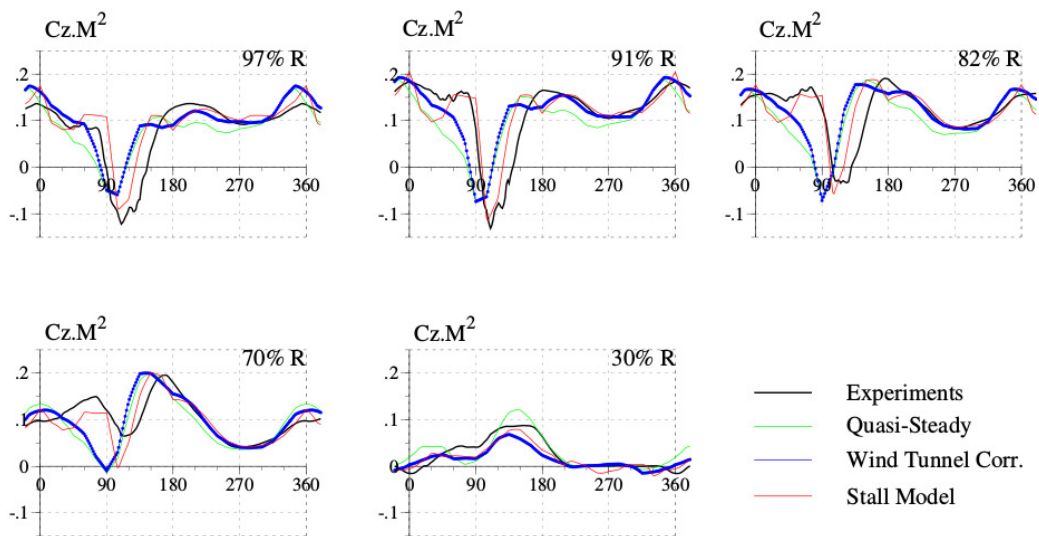 Cz.M² Cz.M² Cz.M²
97% R 91% R 82% R
.2 .2 .2
.1 .1 .1
0 0 0
0 90 180 270 360 0 90 180 270 360 0 90 180 270 360
-.1 -.1 -.1
Cz.M² Cz.M²
70% R 30% R
.2 .2
.1 .1
0 0
0 90 180 270 360 0 90 180 270 360
-.1 -.1
Experiments
Quasi-Steady
Wind Tunnel Corr.
Stall Model